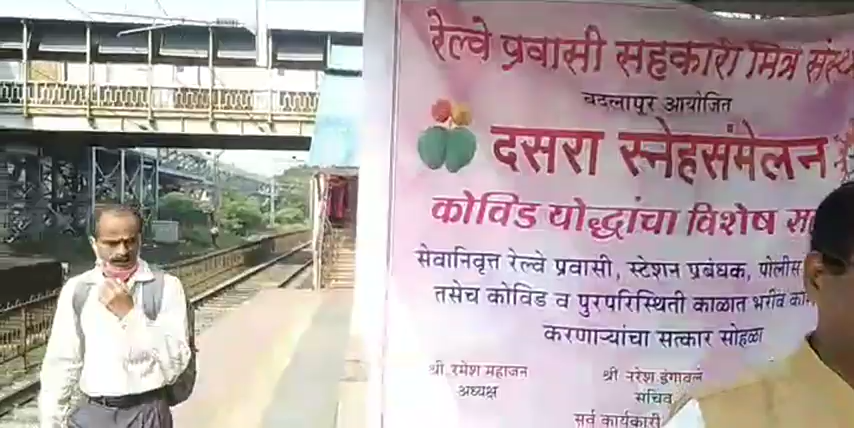 रेल्वे प्रवासी सहकारी मित्र
बदलापूर आयोजित
दसरा स्नेहसंमेलन
कोविड योद्धांचा विशेष
सेवानिवृत्त रेल्वे प्रवासी, स्टेशन प्रबंधक, पोलीस
तसेच कोविड व पुरपरिस्थिती काळात भरीव
करणाऱ्यांचा सत्कार सोहळा
श्री. रमेश महाजन
अध्यक्ष
श्री. नरेश
सचिव
सर्व कार्यकारी